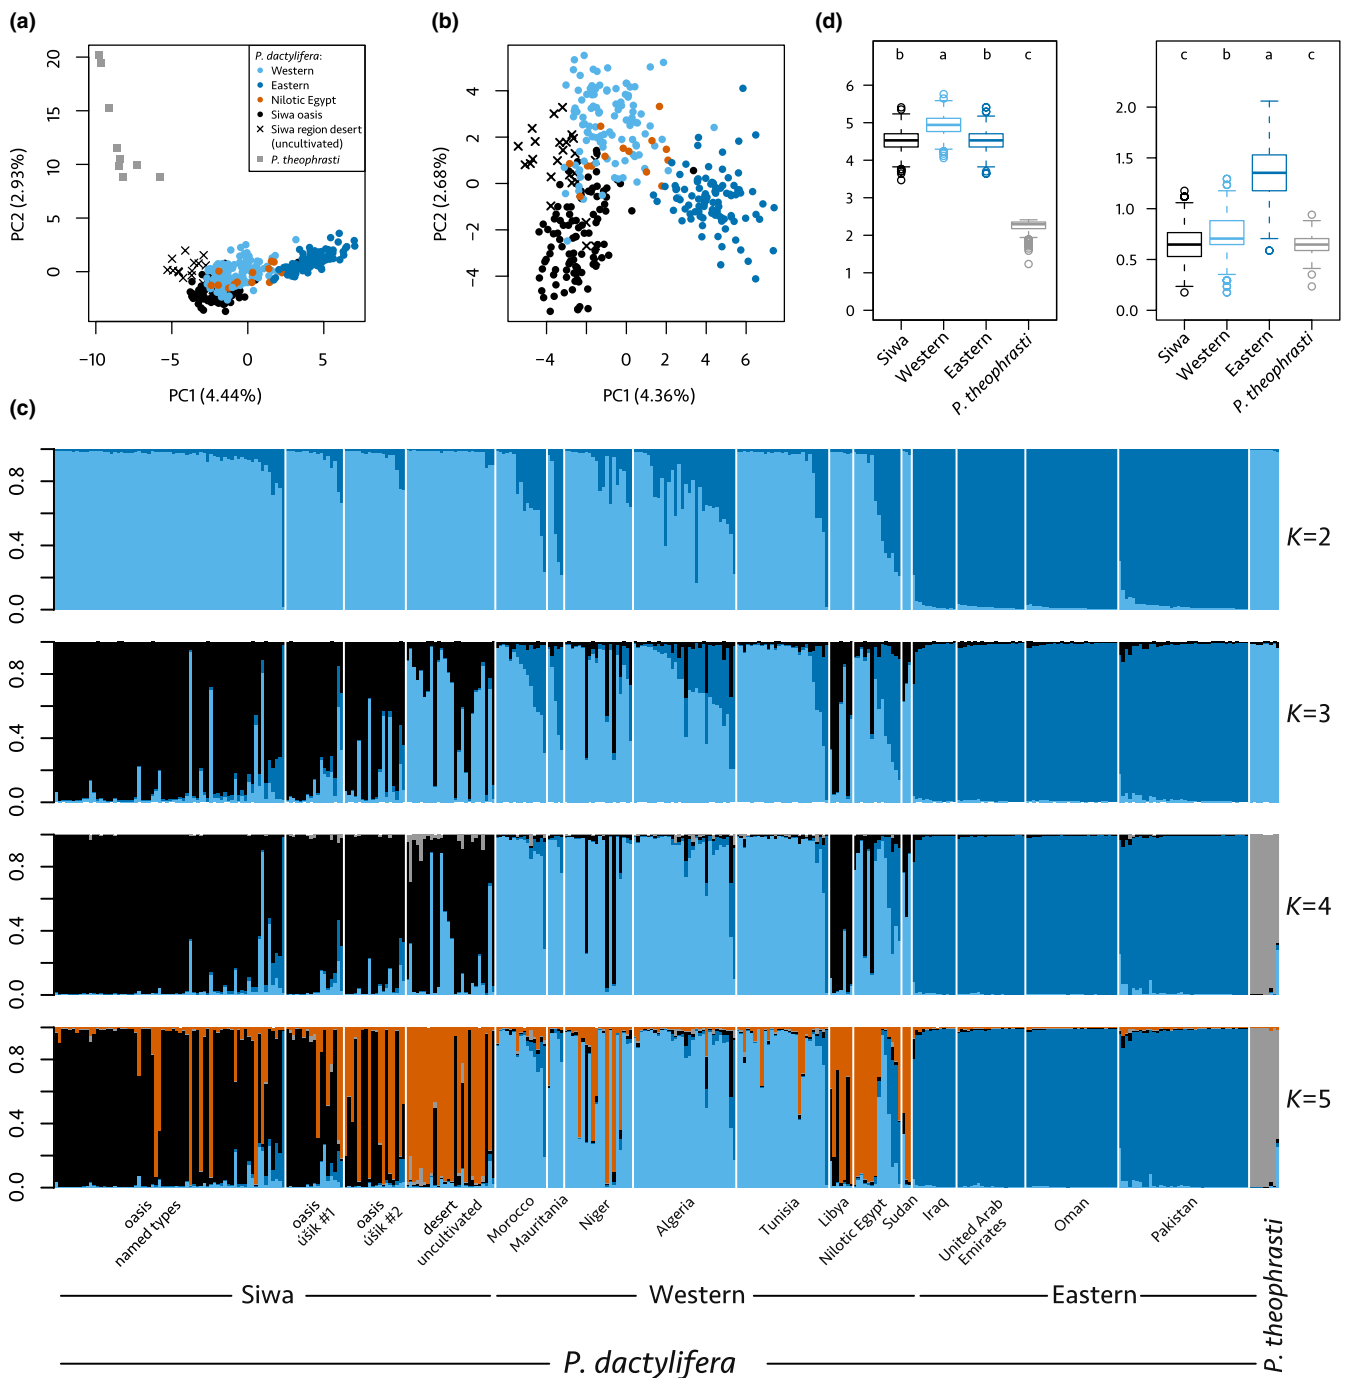 (a)
PC2 (2.93%)
20
15
10
5
0
−10
−5
0
5
PC1 (4.44%)
P. dactylifera:
Western
Eastern
Nilotic Egypt
Siwa oasis
Siwa region desert
(uncultivated)
P. theophrasti
(b)
PC2 (2.68%)
4
2
0
−2
−4
−4
−2
0
2
4
6
PC1 (4.36%)
(d)
b
a
b
c
6
5
4
3
2
1
0
Siwa
Western
Eastern
P. theophrasti
c
b
a
c
2.0
1.5
1.0
0.5
0.0
Siwa
Western
Eastern
P. theophrasti
(c)
0.8
0.4
0.0
K=2
0.8
0.4
0.0
K=3
0.8
0.4
0.0
K=4
0.8
0.4
0.0
K=5
oasis
named types
oasis
úšik #1
oasis
úšik #2
desert
uncultivated
Morocco
Mauritania
Niger
Algeria
Tunisia
Libya
Nilotic Egypt
Sudan
Iraq
United Arab
Emirates
Oman
Pakistan
Siwa
Western
Eastern
P. dactylifera
P. theophrasti